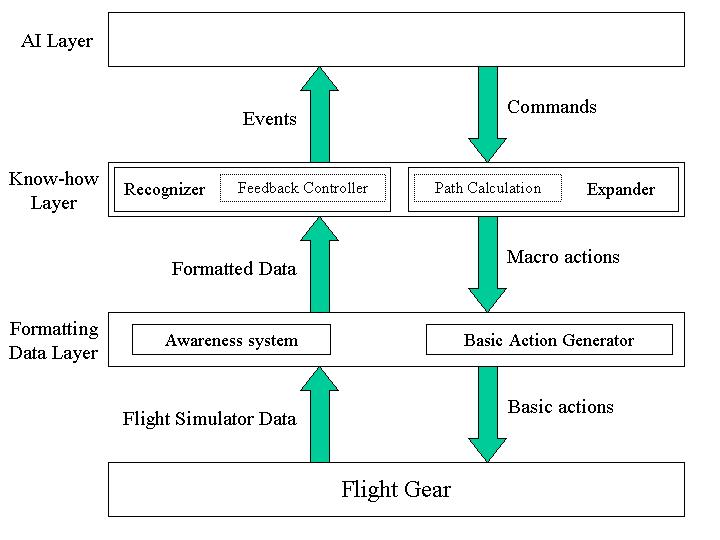 AI Layer
Events
Commands
Know-how
Layer
Recognizer
Feedback Controller
Path Calculation
Expander
Formatted Data
Macro actions
Formatting
Data Layer
Awareness system
Basic Action Generator
Flight Simulator Data
Basic actions
Flight Gear